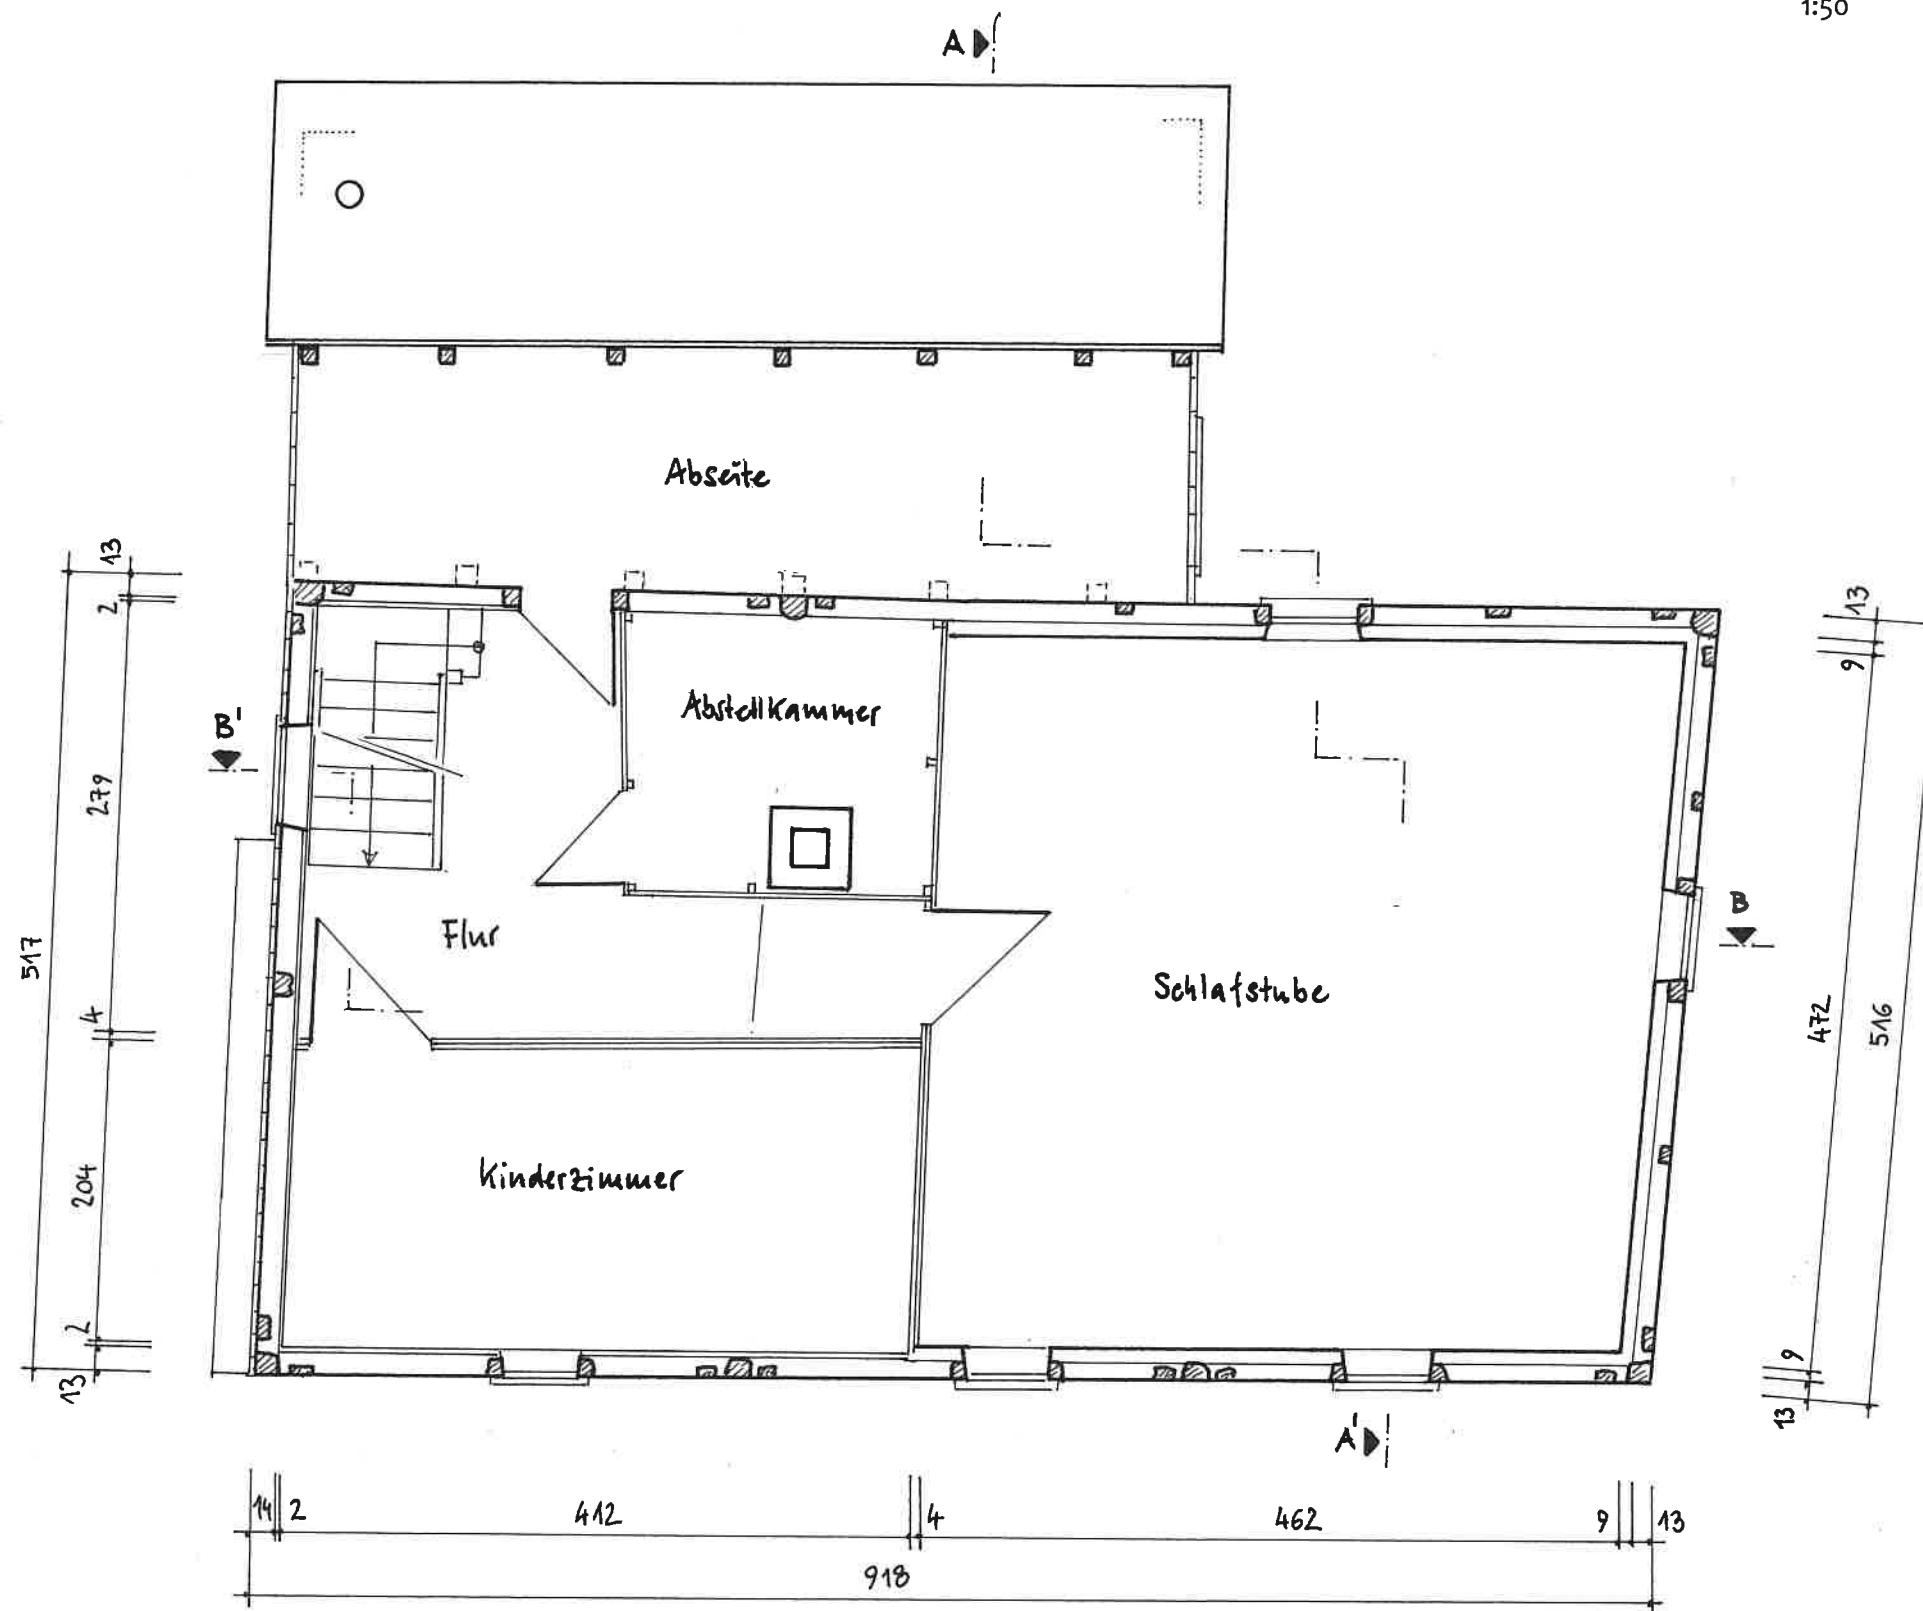 1:50
A
Abseite
13
2
13
9
Abstellkammer
B'
279
B
Flur
517
Schlafstube
4
472
516
Kinderzimmer
204
2
13
9
13
A'
14 2 412 4 462 9 13
918